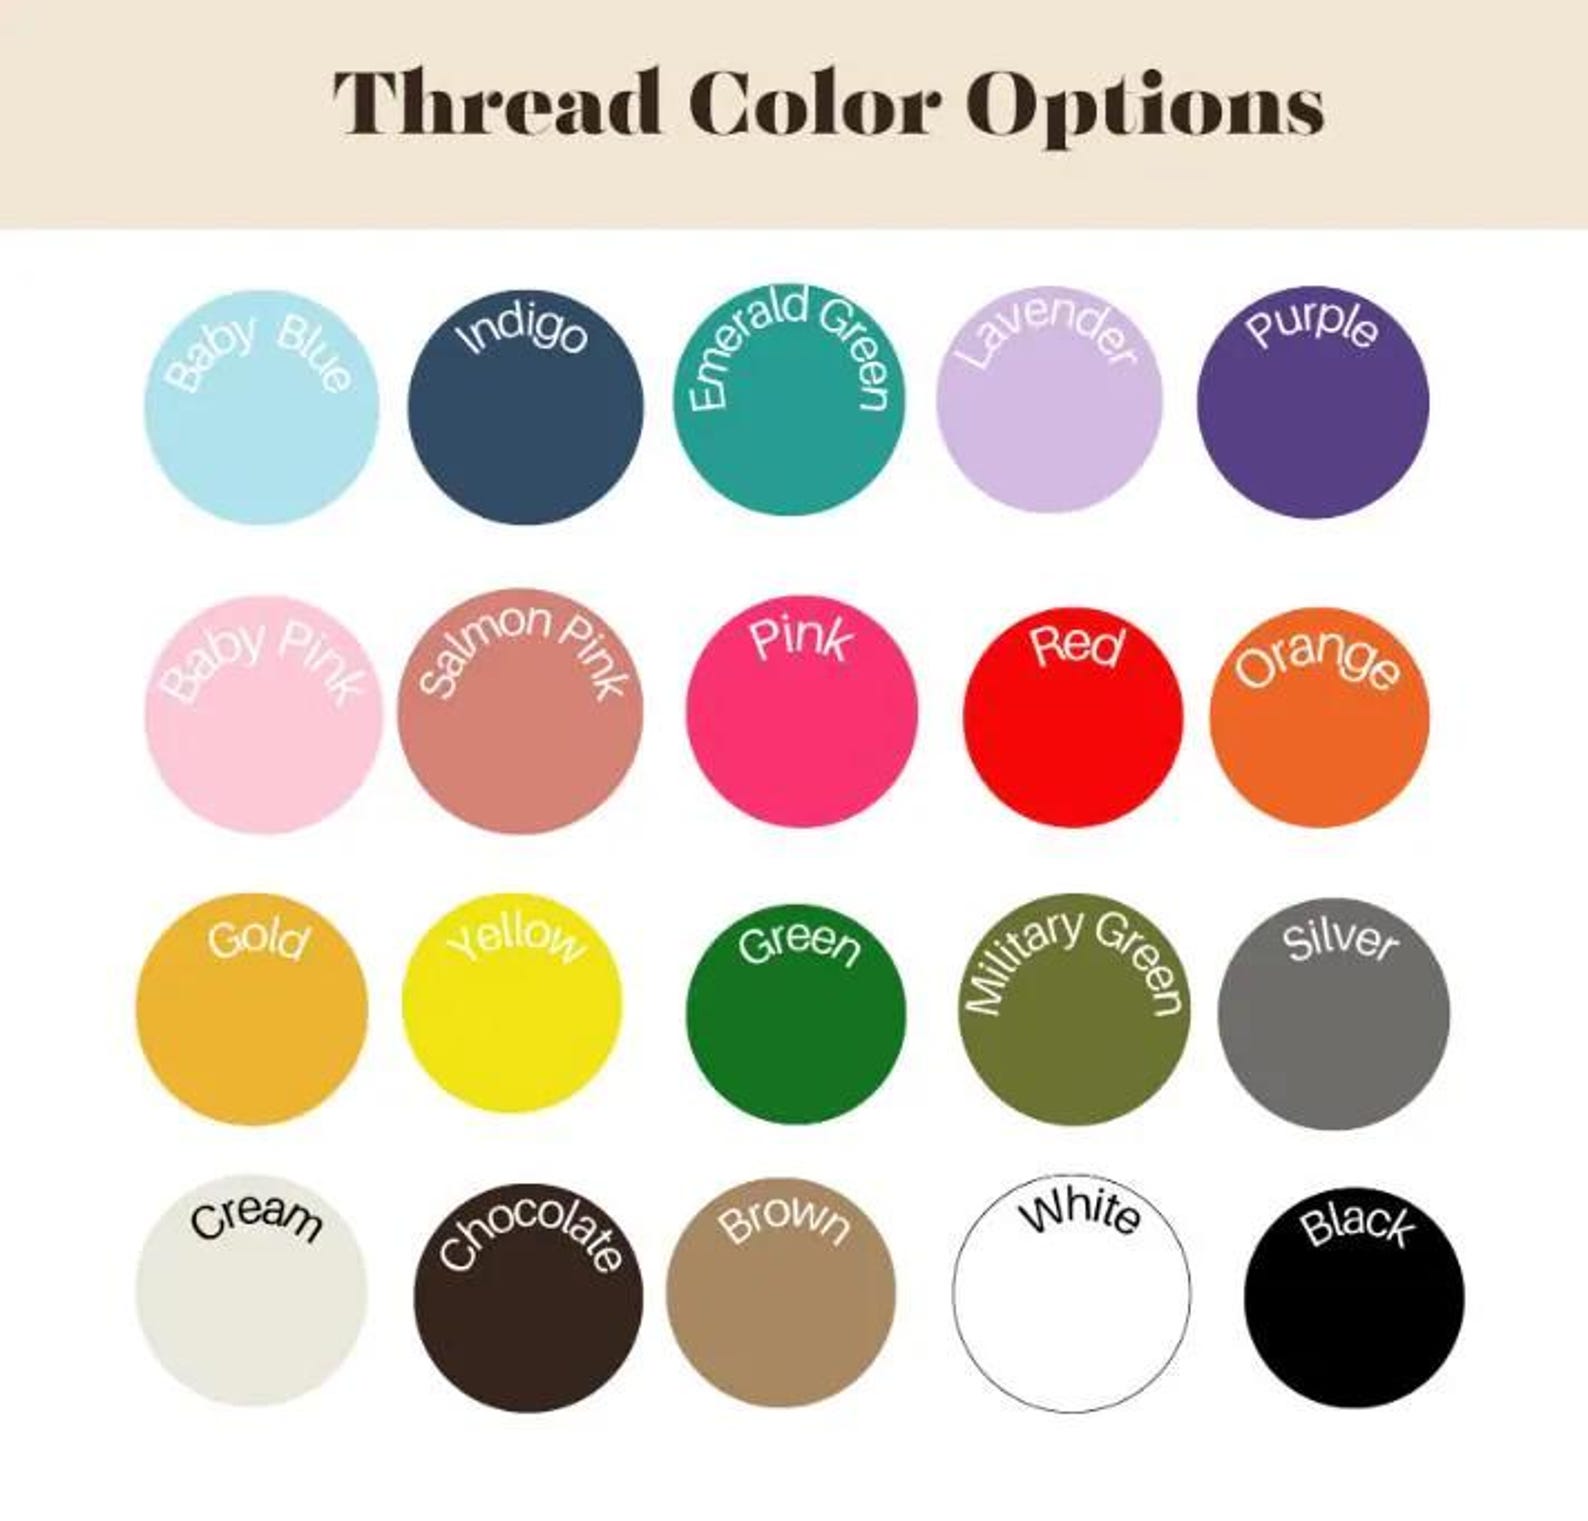 Thread Color Options
Baby Blue
Indigo
Emerald Green
Lavender
Purple
Baby Pink
Salmon Pink
Pink
Red
Orange
Gold
Yellow
Green
Military Green
Silver
Cream
Chocolate
Brown
White
Black